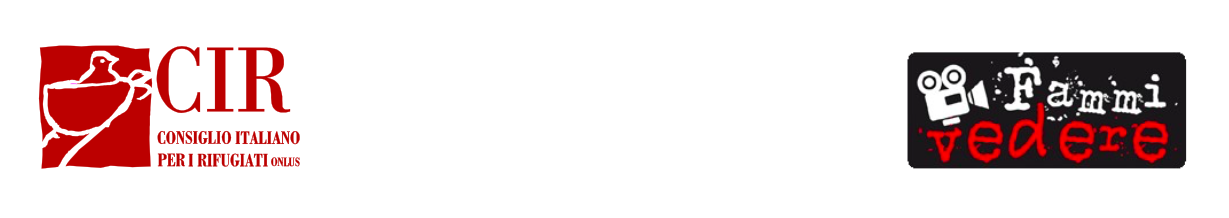 CIR
CONSIGLIO ITALIANO
PER I RIFUGIATI ONLUS
Fammi
vedere